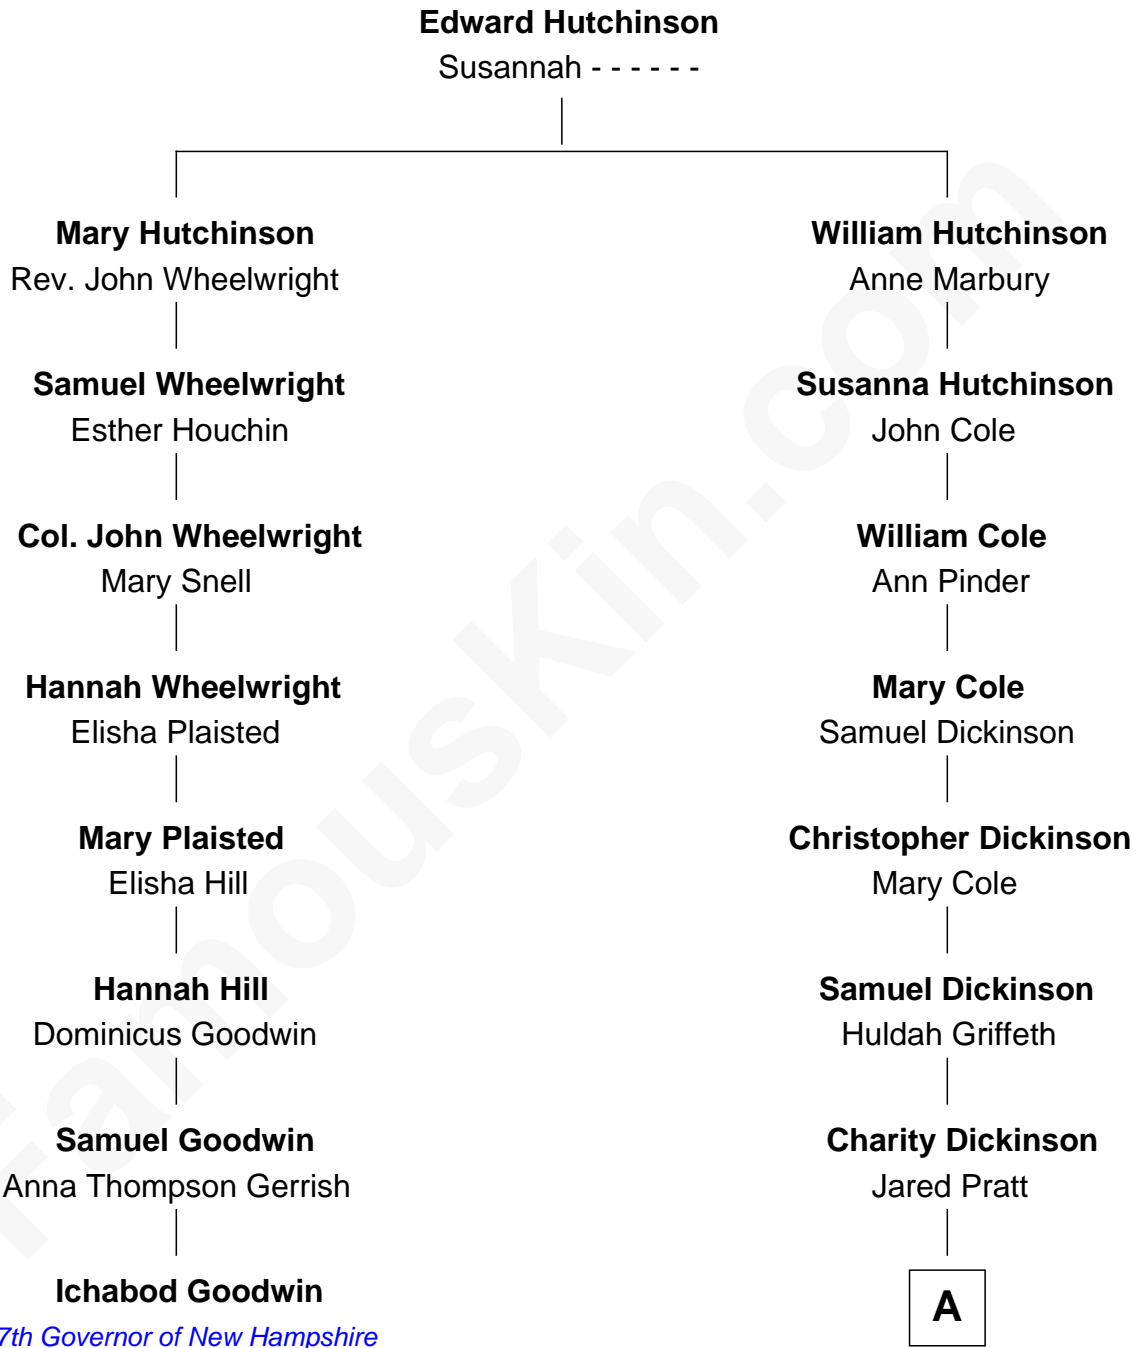 Edward Hutchinson
Susannah - - - - - -
Mary Hutchinson
Rev. John Wheelwright
Samuel Wheelwright
Esther Houchin
Col. John Wheelwright
Mary Snell
Hannah Wheelwright
Elisha Plaisted
Mary Plaisted
Elisha Hill
Hannah Hill
Dominicus Goodwin
Samuel Goodwin
Anna Thompson Gerrish
Ichabod Goodwin
7th Governor of New Hampshire
William Hutchinson
Anne Marbury
Susanna Hutchinson
John Cole
William Cole
Ann Pinder
Mary Cole
Samuel Dickinson
Christopher Dickinson
Mary Cole
Samuel Dickinson
Huldah Griffeth
Charity Dickinson
Jared Pratt
A
FamousKin.com